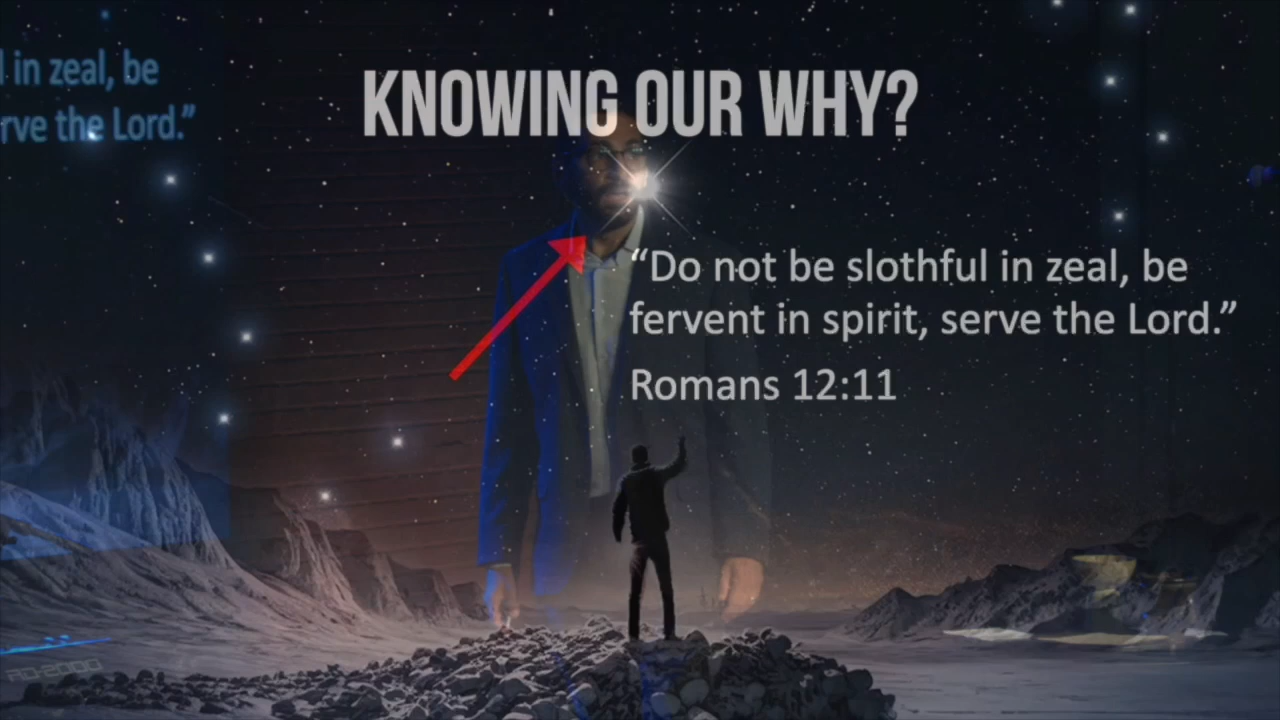 l in zeal, be
rve the Lord.”
KNOWING OUR WHY?
“Do not be slothful in zeal, be
fervent in spirit, serve the Lord.”
Romans 12:11